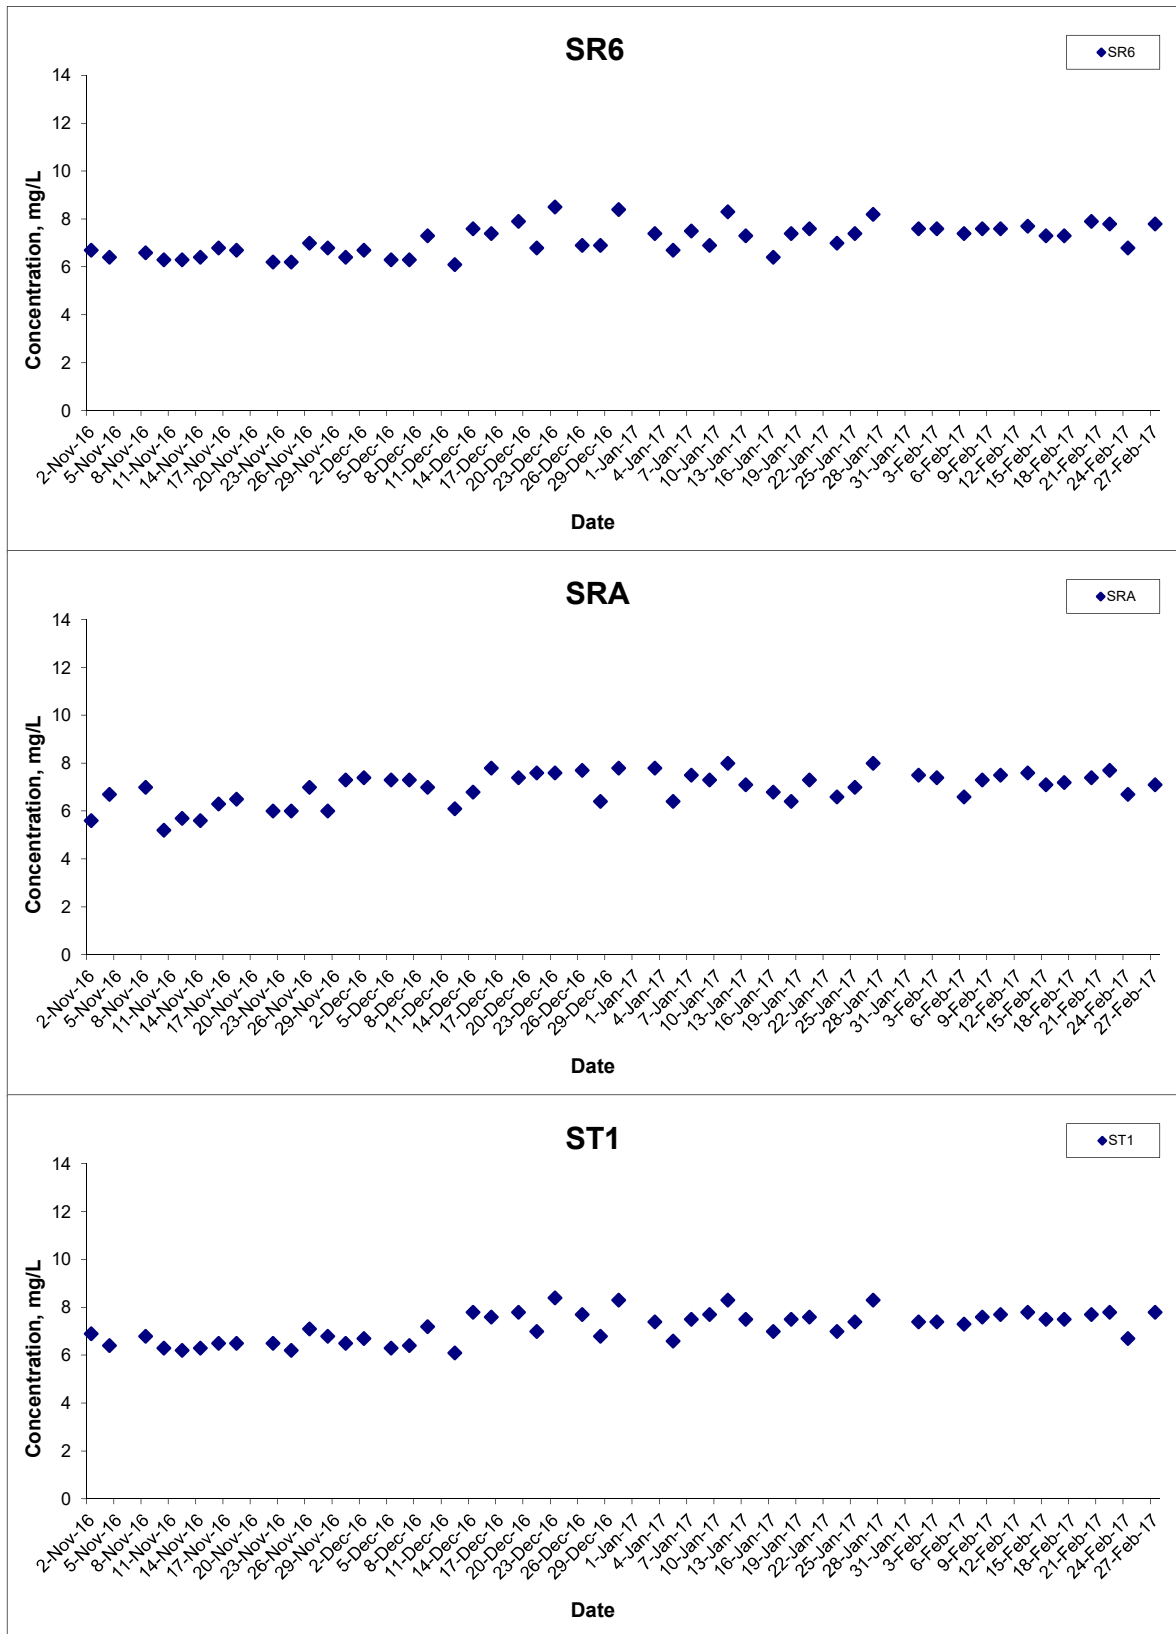 SR6
SR6
14
12
10
8
6
4
2
0
Concentration, mg/L
2-Nov-16
5-Nov-16
8-Nov-16
11-Nov-16
14-Nov-16
17-Nov-16
20-Nov-16
23-Nov-16
26-Nov-16
29-Nov-16
2-Dec-16
5-Dec-16
8-Dec-16
11-Dec-16
14-Dec-16
17-Dec-16
20-Dec-16
23-Dec-16
26-Dec-16
29-Dec-16
1-Jan-17
4-Jan-17
7-Jan-17
10-Jan-17
13-Jan-17
16-Jan-17
19-Jan-17
22-Jan-17
25-Jan-17
28-Jan-17
31-Jan-17
3-Feb-17
6-Feb-17
9-Feb-17
12-Feb-17
15-Feb-17
18-Feb-17
21-Feb-17
24-Feb-17
27-Feb-17
Date
SRA
SRA
14
12
10
8
6
4
2
0
Concentration, mg/L
2-Nov-16
5-Nov-16
8-Nov-16
11-Nov-16
14-Nov-16
17-Nov-16
20-Nov-16
23-Nov-16
26-Nov-16
29-Nov-16
2-Dec-16
5-Dec-16
8-Dec-16
11-Dec-16
14-Dec-16
17-Dec-16
20-Dec-16
23-Dec-16
26-Dec-16
29-Dec-16
1-Jan-17
4-Jan-17
7-Jan-17
10-Jan-17
13-Jan-17
16-Jan-17
19-Jan-17
22-Jan-17
25-Jan-17
28-Jan-17
31-Jan-17
3-Feb-17
6-Feb-17
9-Feb-17
12-Feb-17
15-Feb-17
18-Feb-17
21-Feb-17
24-Feb-17
27-Feb-17
Date
ST1
ST1
14
12
10
8
6
4
2
0
Concentration, mg/L
2-Nov-16
5-Nov-16
8-Nov-16
11-Nov-16
14-Nov-16
17-Nov-16
20-Nov-16
23-Nov-16
26-Nov-16
29-Nov-16
2-Dec-16
5-Dec-16
8-Dec-16
11-Dec-16
14-Dec-16
17-Dec-16
20-Dec-16
23-Dec-16
26-Dec-16
29-Dec-16
1-Jan-17
4-Jan-17
7-Jan-17
10-Jan-17
13-Jan-17
16-Jan-17
19-Jan-17
22-Jan-17
25-Jan-17
28-Jan-17
31-Jan-17
3-Feb-17
6-Feb-17
9-Feb-17
12-Feb-17
15-Feb-17
18-Feb-17
21-Feb-17
24-Feb-17
27-Feb-17
Date